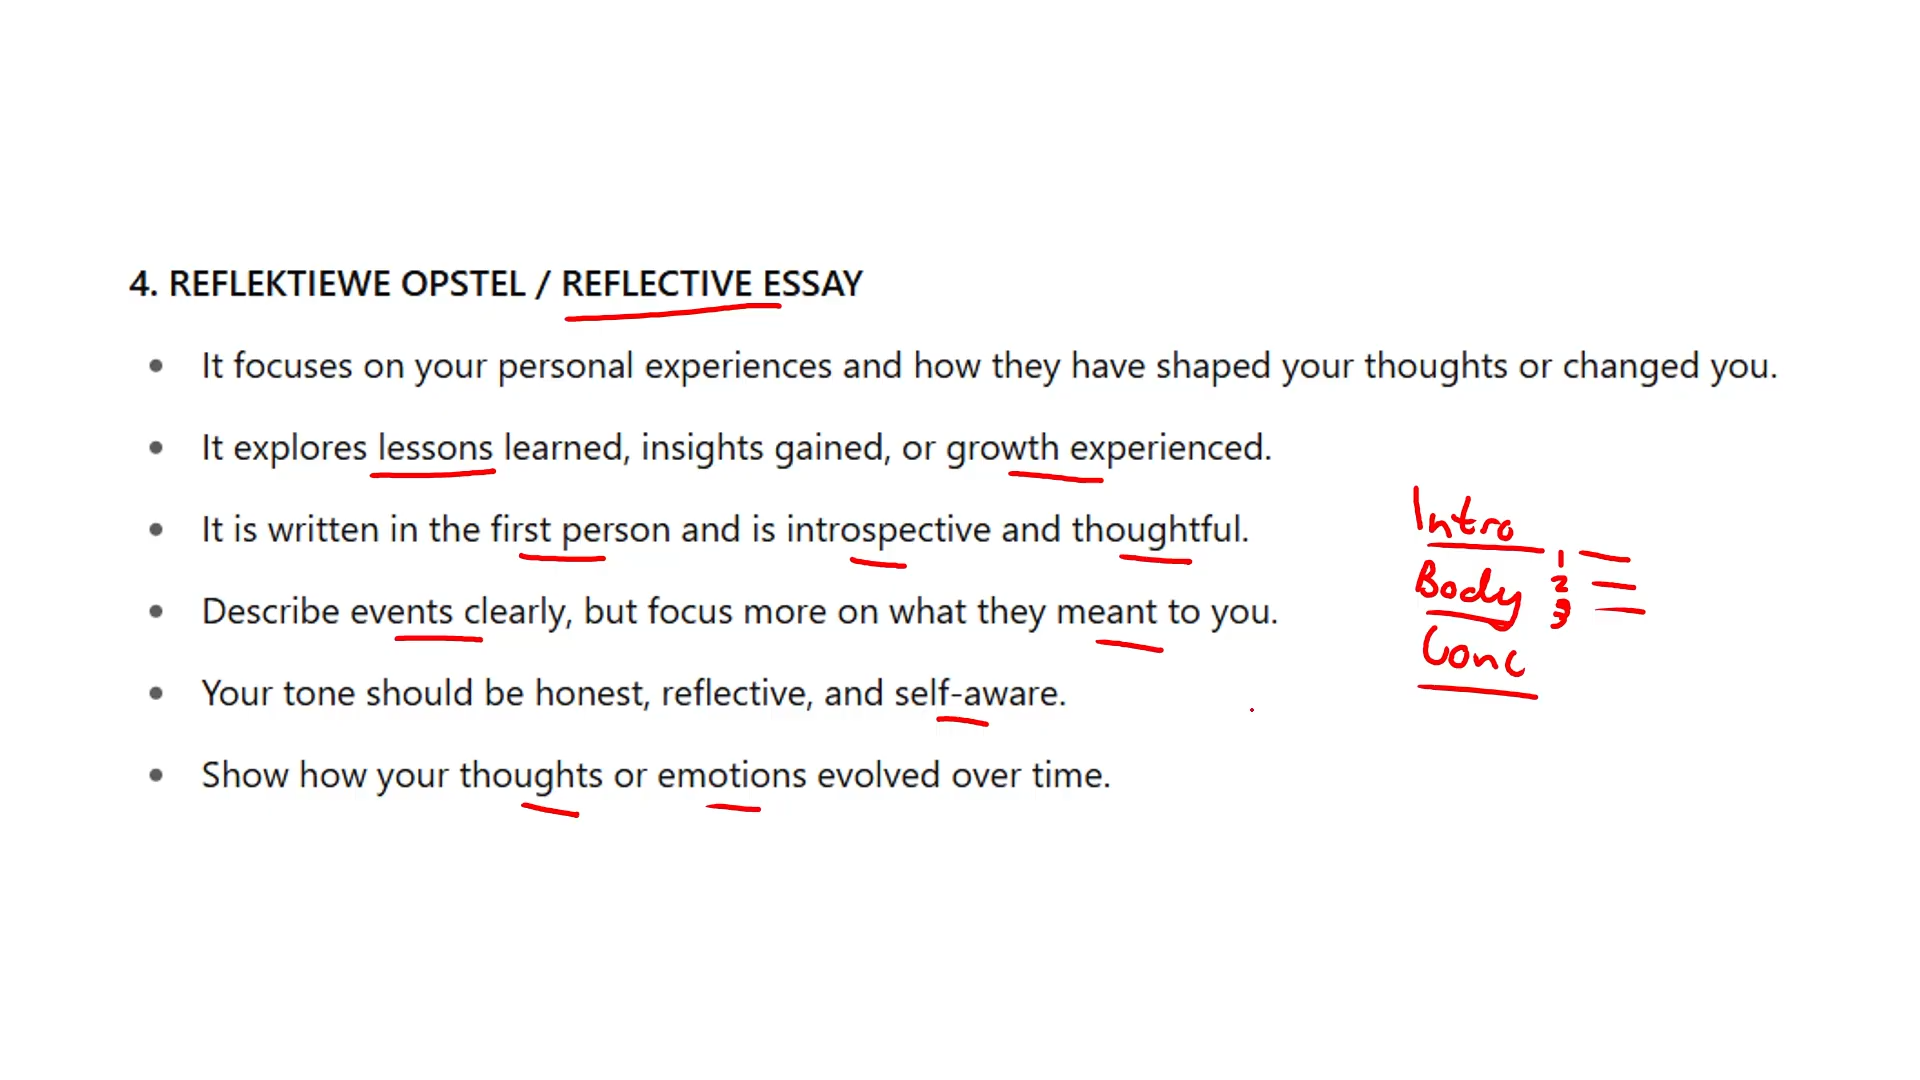 4. REFLEKTIEWE OPSTEL / REFLECTIVE ESSAY
• It focuses on your personal experiences and how they have shaped your thoughts or changed you.
• It explores lessons learned, insights gained, or growth experienced.
• It is written in the first person and is introspective and thoughtful.
• Describe events clearly, but focus more on what they meant to you.
• Your tone should be honest, reflective, and self-aware.
• Show how your thoughts or emotions evolved over time.
Intro
Body 1 2 3
Conc